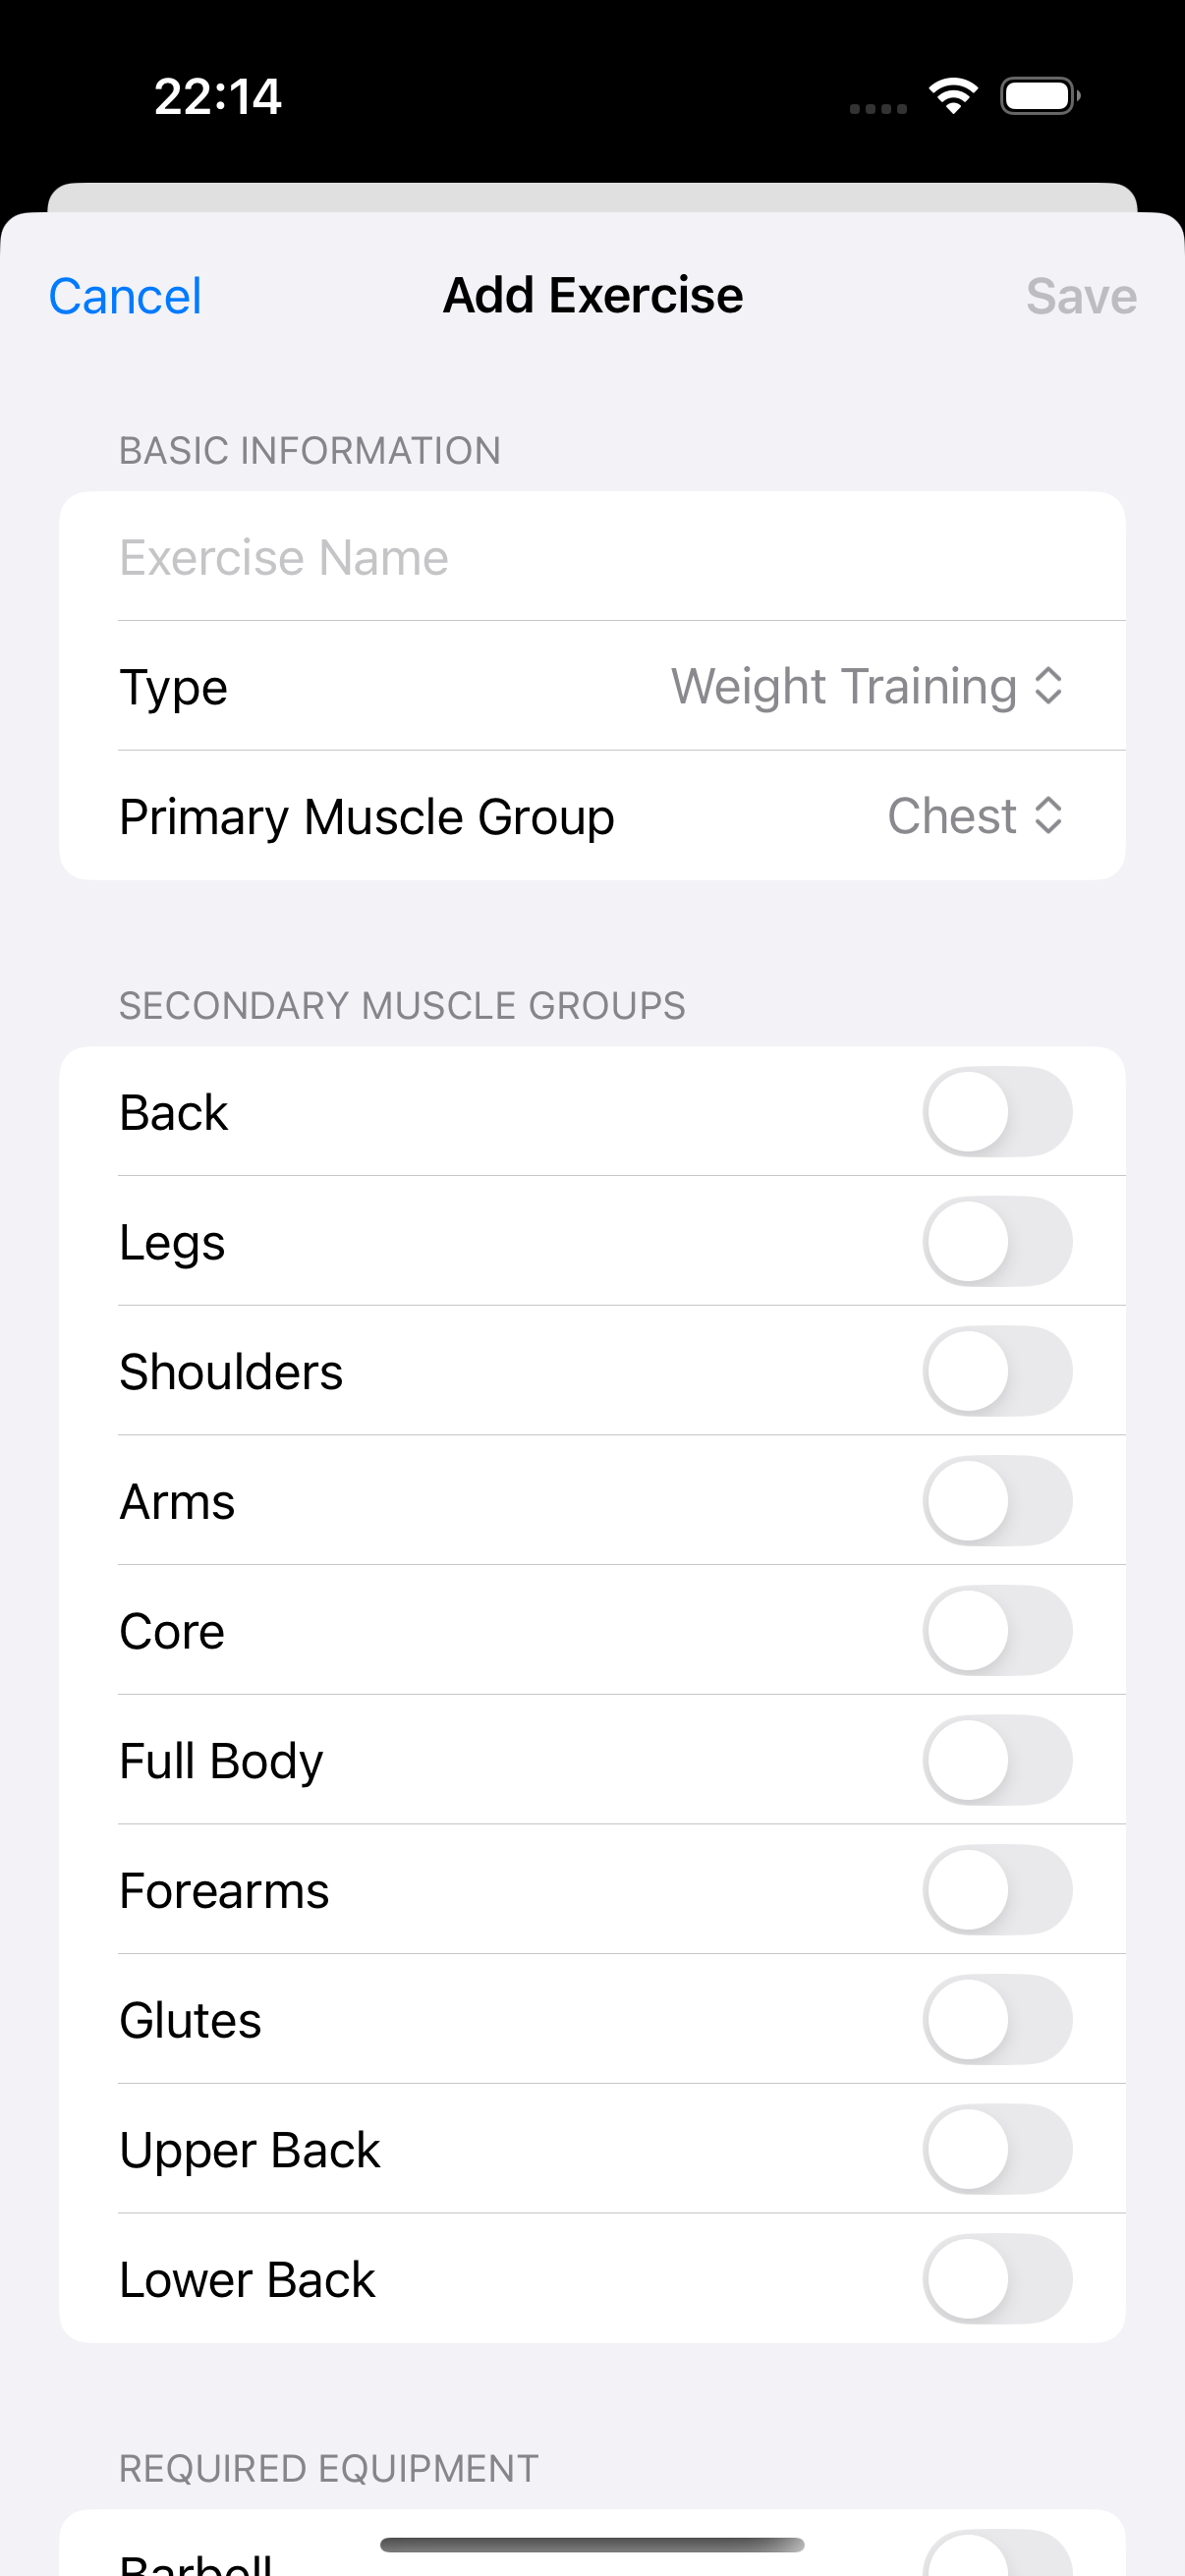 22:14
Cancel Add Exercise Save
BASIC INFORMATION
Exercise Name
Type Weight Training
Primary Muscle Group Chest
SECONDARY MUSCLE GROUPS
Back
Legs
Shoulders
Arms
Core
Full Body
Forearms
Glutes
Upper Back
Lower Back
REQUIRED EQUIPMENT
Barbell